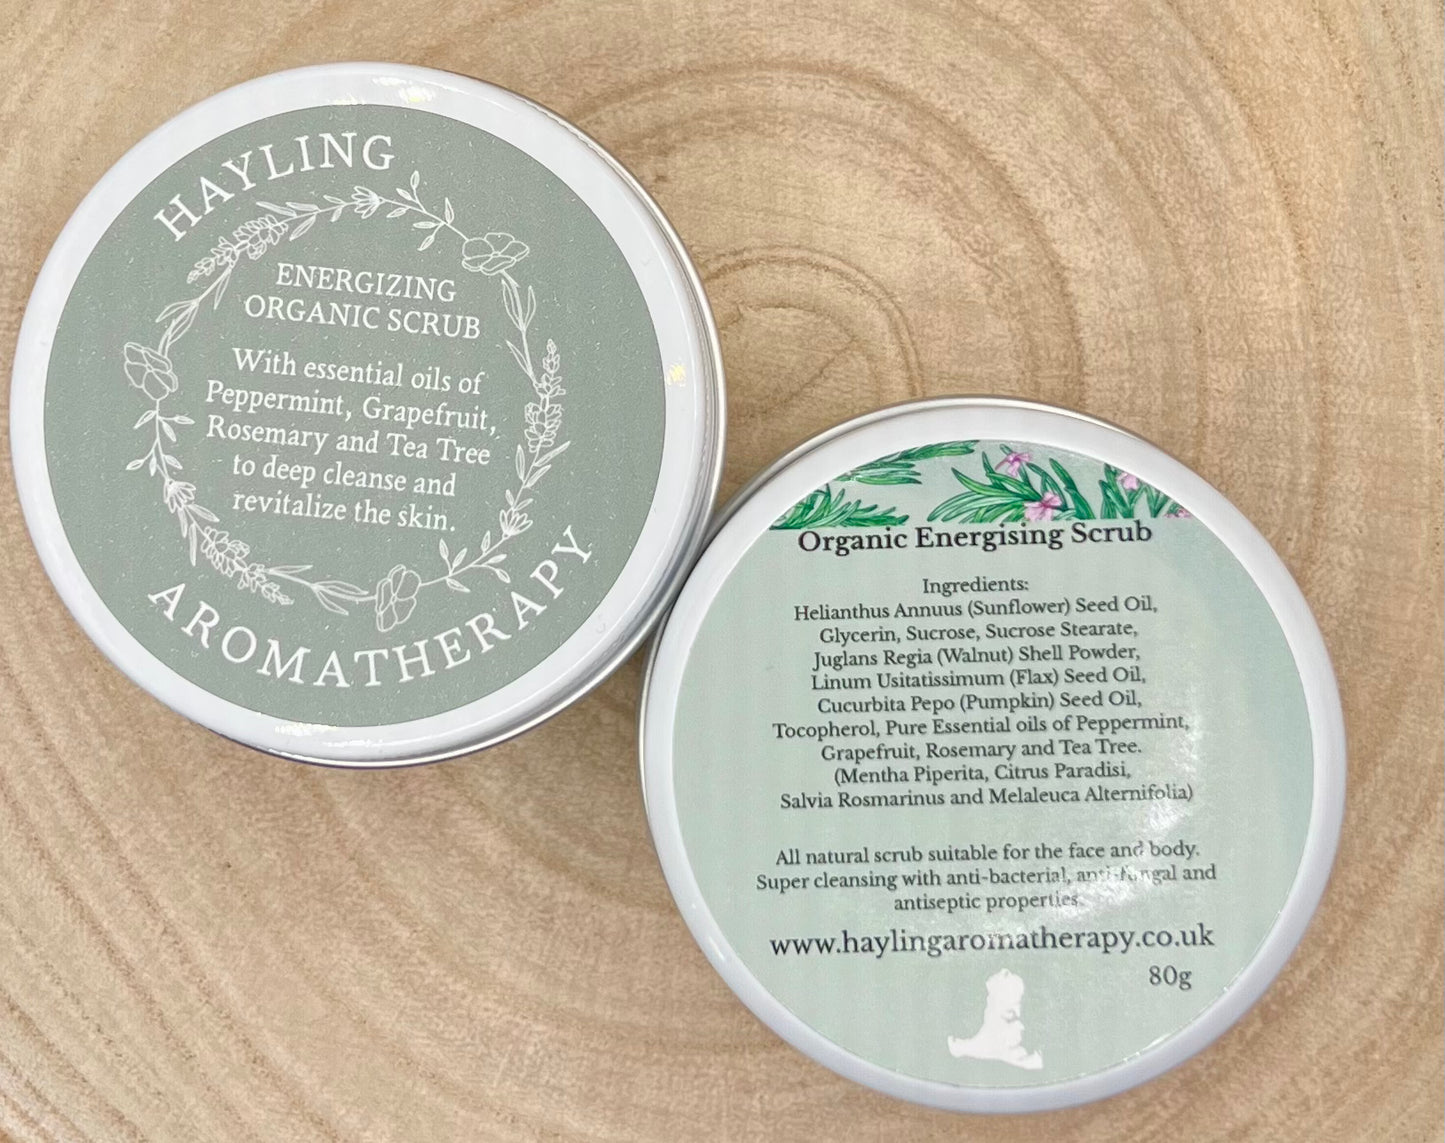 HAYLING
ENERGIZING
ORGANIC SCRUB
With essential oils of
Peppermint, Grapefruit,
Rosemary and Tea Tree
to deep cleanse and
revitalize the skin.
AROMATHERAPY
Organic Energising Scrub
Ingredients:
Helianthus Annuus (Sunflower) Seed Oil,
Glycerin, Sucrose, Sucrose Stearate,
Juglans Regia (Walnut) Shell Powder,
Linum Usitatissimum (Flax) Seed Oil,
Cucurbita Pepo (Pumpkin) Seed Oil,
Tocopherol, Pure Essential oils of Peppermint,
Grapefruit, Rosemary and Tea Tree.
(Mentha Piperita, Citrus Paradisi,
Salvia Rosmarinus and Melaleuca Alternifolia)
All natural scrub suitable for the face and body.
Super cleansing with anti-bacterial, anti-fungal and
antiseptic properties.
www.haylingaromatherapy.co.uk
80g